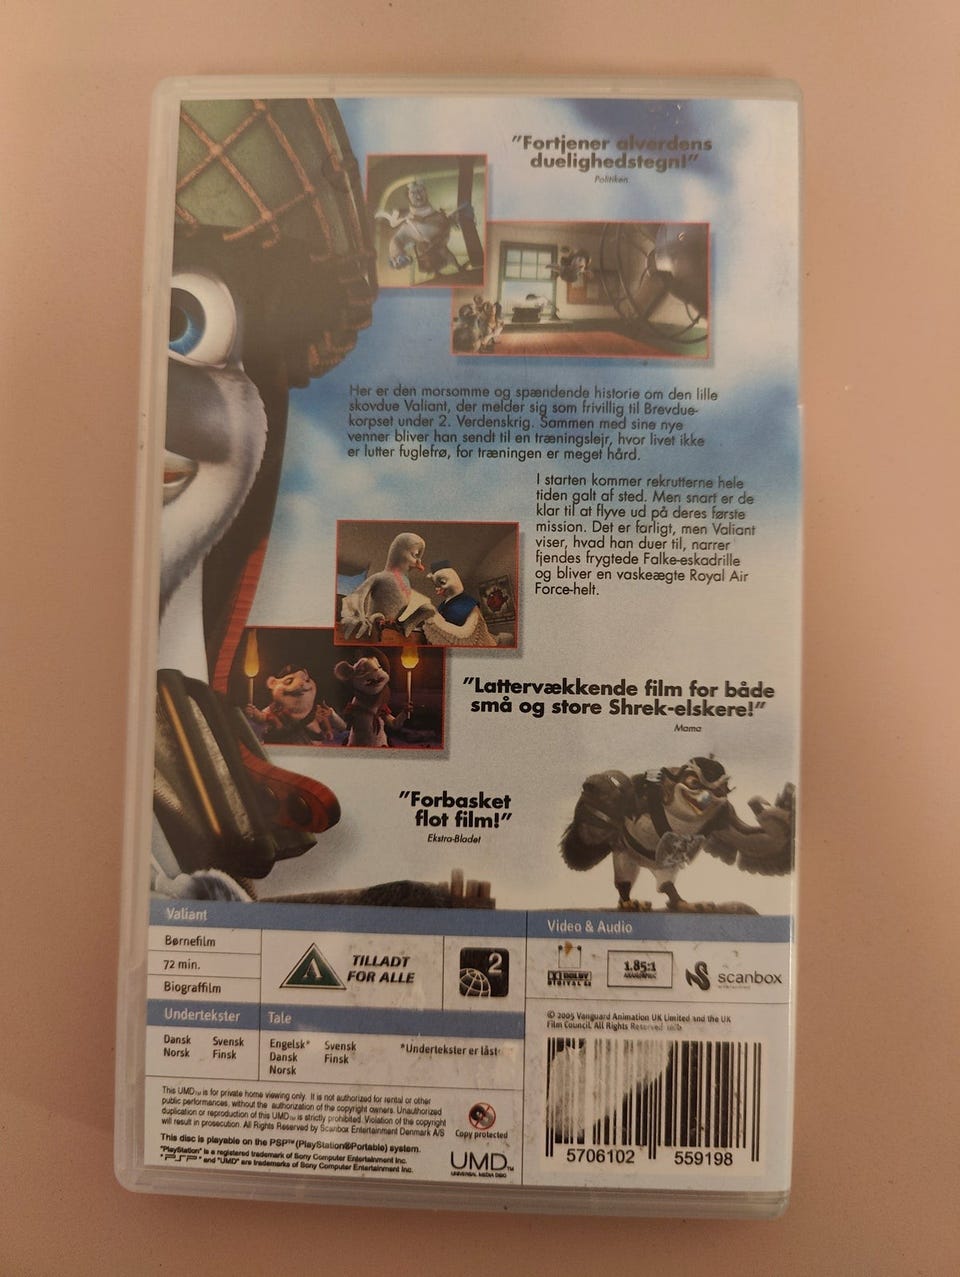 "Fortjener alverdens
duelighedstegn!"
Politiken
Her er den morsomme og spændende historie om den lille
skovdue Valiant, der melder sig som frivillig til Brevdue-
korpset under 2. Verdenskrig. Sammen med sine nye
venner bliver han sendt til en træningslejr, hvor livet ikke
er lutter fuglefrø, for træningen er meget hård.
I starten kommer rekrutterne hele
tiden galt af sted. Men snart er de
klar til at flyve ud på deres første
mission. Det er farligt, men Valiant
viser, hvad han duer til, narrer
fjendes frygtede Falke-eskadrille
og bliver en vaskeægte Royal Air
Force-helt.
"Lattervækkende film for både
små og store Shrek-elskere!"
Mama
"Forbasket
flot film!"
Ekstra-Bladet
Valiant
Børnefilm
72 min.
Biograffilm
A
TILLADT
FOR ALLE
2
Video & Audio
DOLBY
DIGITAL
1.85:1
scanbox
Undertekster
Dansk Svensk
Norsk Finsk
Tale
Engelsk* Svensk
Dansk Finsk
Norsk
*Undertekster er låst
© 2005 Vanguard Animation UK Limited and the UK
Film Council. All Rights Reserved
This UMD™ is for private home viewing only. It is not authorized for rental or other
public performances, without the authorization of the copyright owners. Unauthorized
duplication or reproduction of this UMD™ is strictly prohibited. Violation of the copyright
will result in prosecution. All Rights Reserved by Scanbox Entertainment Denmark A/S
This disc is playable on the PSP™ (PlayStation®Portable) system.
"PlayStation" is a registered trademark of Sony Computer Entertainment Inc.
"PSP" and "UMD" are trademarks of Sony Computer Entertainment Inc.
Copy protected
UMD™
UNIVERSAL MEDIA DISC
5706102 559198